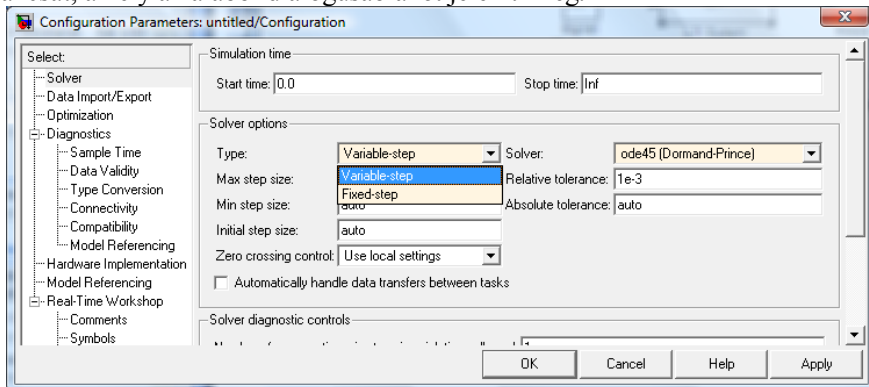 Configuration Parameters: untitled/Configuration
Select:
Solver
Data Import/Export
Optimization
Diagnostics
Sample Time
Data Validity
Type Conversion
Connectivity
Compatibility
Model Referencing
Hardware Implementation
Model Referencing
Real-Time Workshop
Comments
Symbols
Simulation time
Start time: 0.0 Stop time: Inf
Solver options
Type: Variable-step Solver: ode45 (Dormand-Prince)
Variable-step
Fixed-step
Max step size: Relative tolerance: 1e-3
Min step size: auto Absolute tolerance: auto
Initial step size: auto
Zero crossing control: Use local settings
Automatically handle data transfers between tasks
Solver diagnostic controls
OK Cancel Help Apply